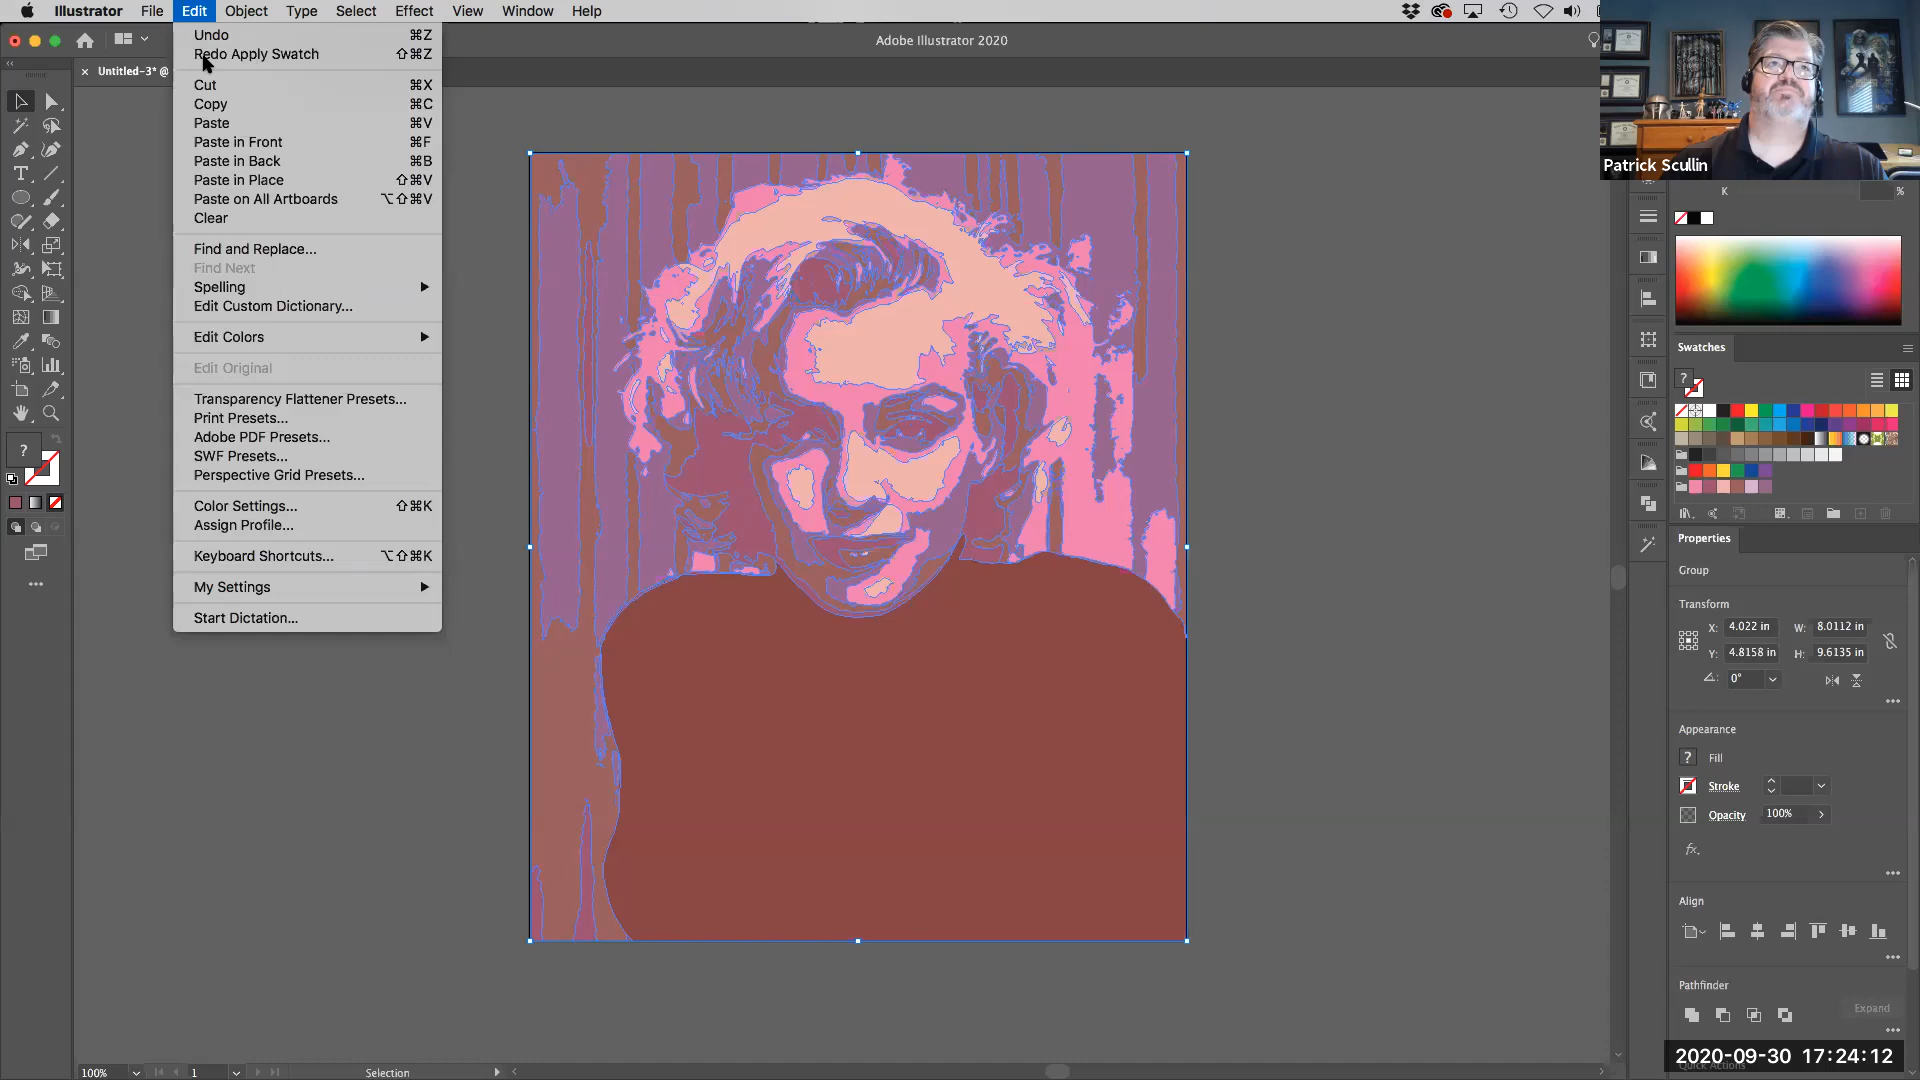 Illustrator File Edit Object Type Select Effect View Window Help
Adobe Illustrator 2020
Untitled-3* @
Undo ⌘Z
Redo Apply Swatch ⇧⌘Z
Cut ⌘X
Copy ⌘C
Paste ⌘V
Paste in Front ⌘F
Paste in Back ⌘B
Paste in Place ⇧⌘V
Paste on All Artboards ⌥⇧⌘V
Clear
Find and Replace...
Find Next
Spelling
Edit Custom Dictionary...
Edit Colors
Edit Original
Transparency Flattener Presets...
Print Presets...
Adobe PDF Presets...
SWF Presets...
Perspective Grid Presets...
Color Settings... ⇧⌘K
Assign Profile...
Keyboard Shortcuts... ⌥⇧⌘K
My Settings
Start Dictation...
Patrick Scullin
K %
Swatches
?
Properties
Group
Transform
X: 4.022 in W: 8.0112 in
Y: 4.8158 in H: 9.6135 in
0°
Appearance
? Fill
Stroke
Opacity 100%
fx.
Align
Pathfinder
Expand
2020-09-30 17:24:12
?
100% 1 Selection